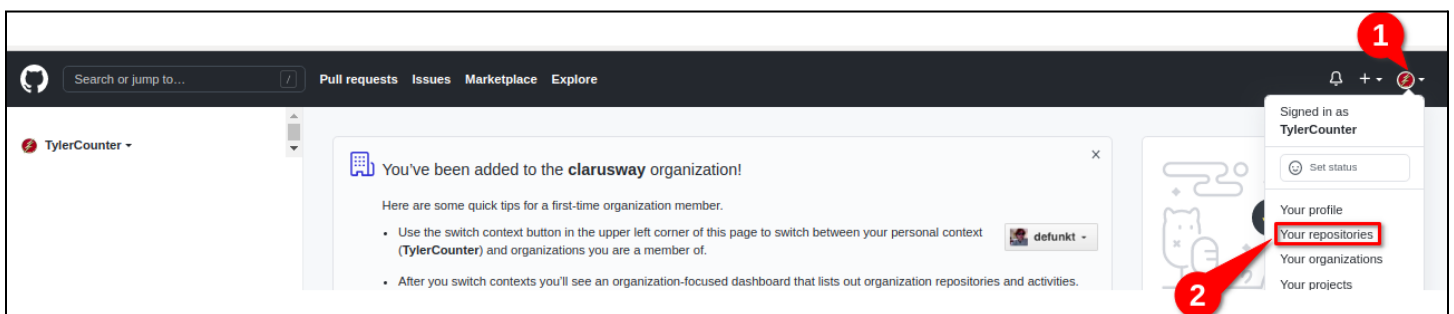 1
Search or jump to... /
Pull requests Issues Marketplace Explore
Signed in as
TylerCounter
TylerCounter
Set status
You've been added to the clarusway organization!
Here are some quick tips for a first-time organization member.
• Use the switch context button in the upper left corner of this page to switch between your personal context
(TylerCounter) and organizations you are a member of.
defunkt
• After you switch contexts you'll see an organization-focused dashboard that lists out organization repositories and activities.
Your profile
Your repositories
Your organizations
Your projects
2